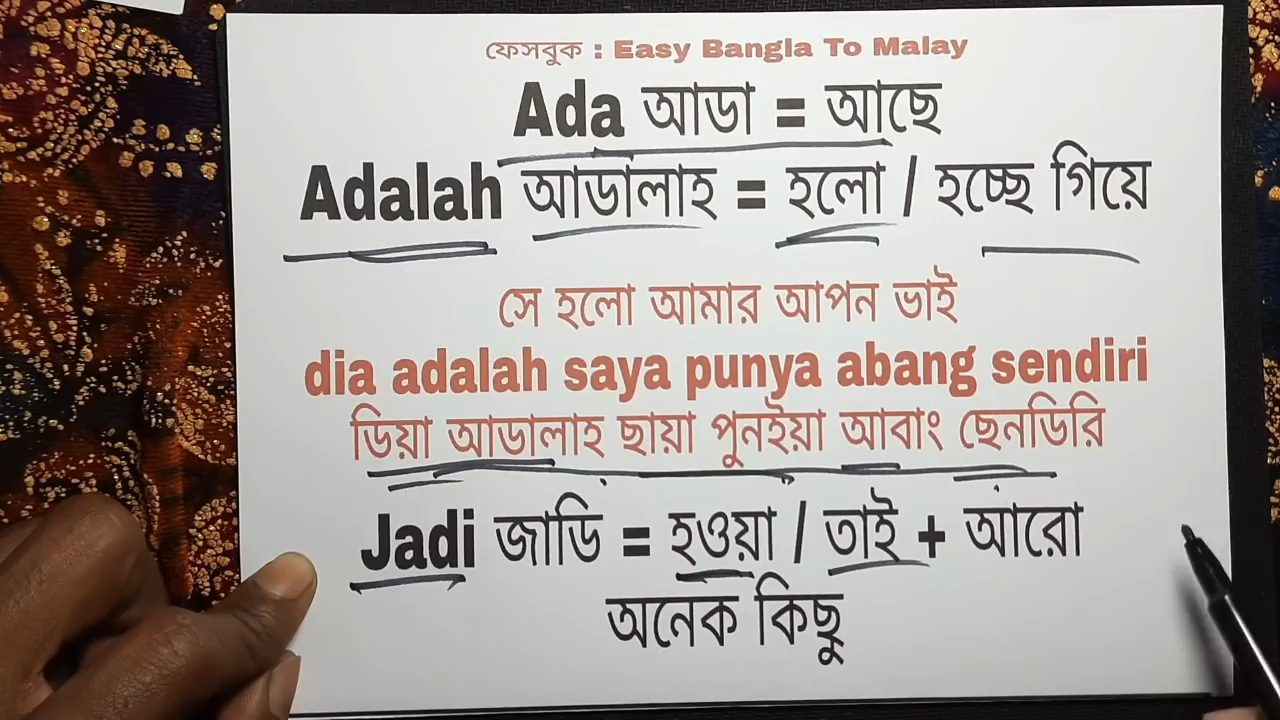 ফেসবুক : Easy Bangla To Malay
Ada আডা = আছে
Adalah আডালাহ = হলো / হচ্ছে গিয়ে
সে হলো আমার আপন ভাই
dia adalah saya punya abang sendiri
ডিয়া আডালাহ ছায়া পুনইয়া আবাং ছেনডিরি
Jadi জাডি = হওয়া / তাই + আরো
অনেক কিছু